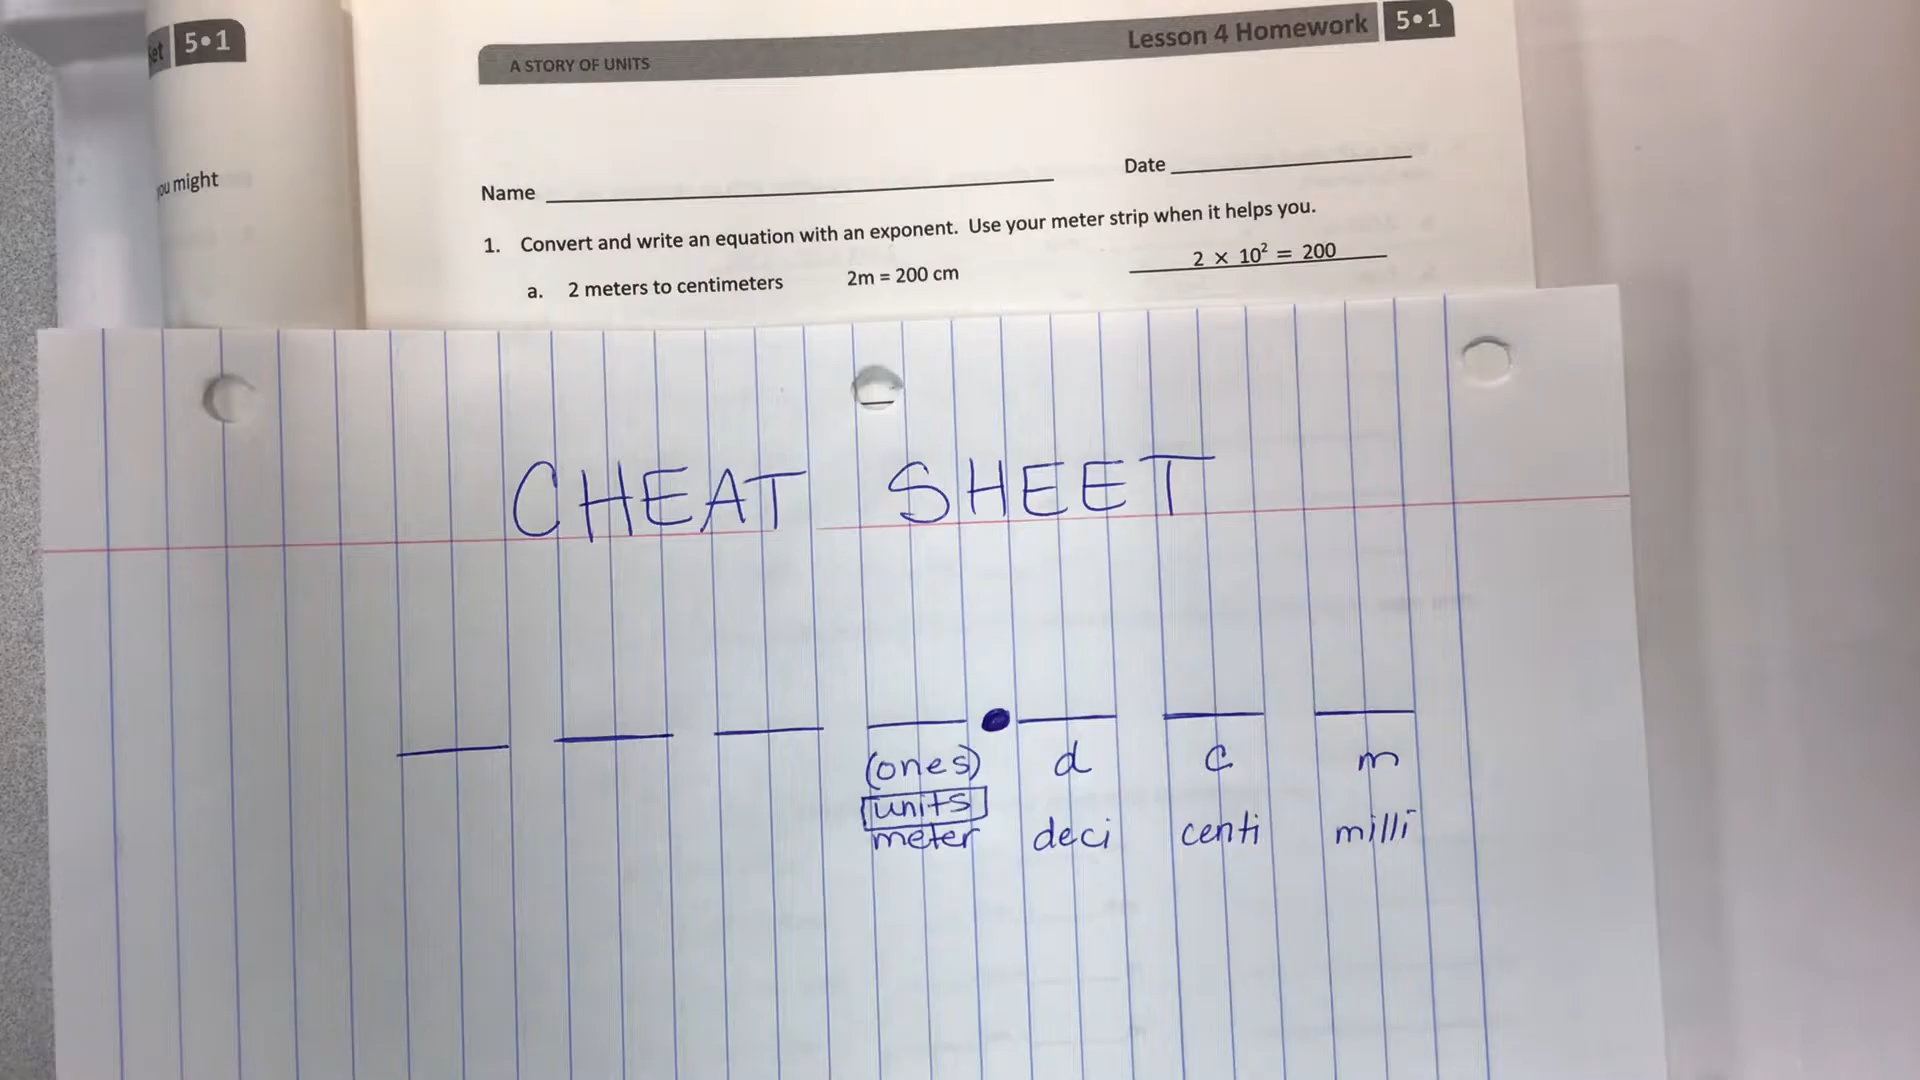 et 5•1
A STORY OF UNITS
Lesson 4 Homework 5•1
you might
Name
Date
1. Convert and write an equation with an exponent. Use your meter strip when it helps you.
a. 2 meters to centimeters 2m = 200 cm 2 × 10² = 200
CHEAT SHEET
(ones) d c m
units
meter deci centi milli